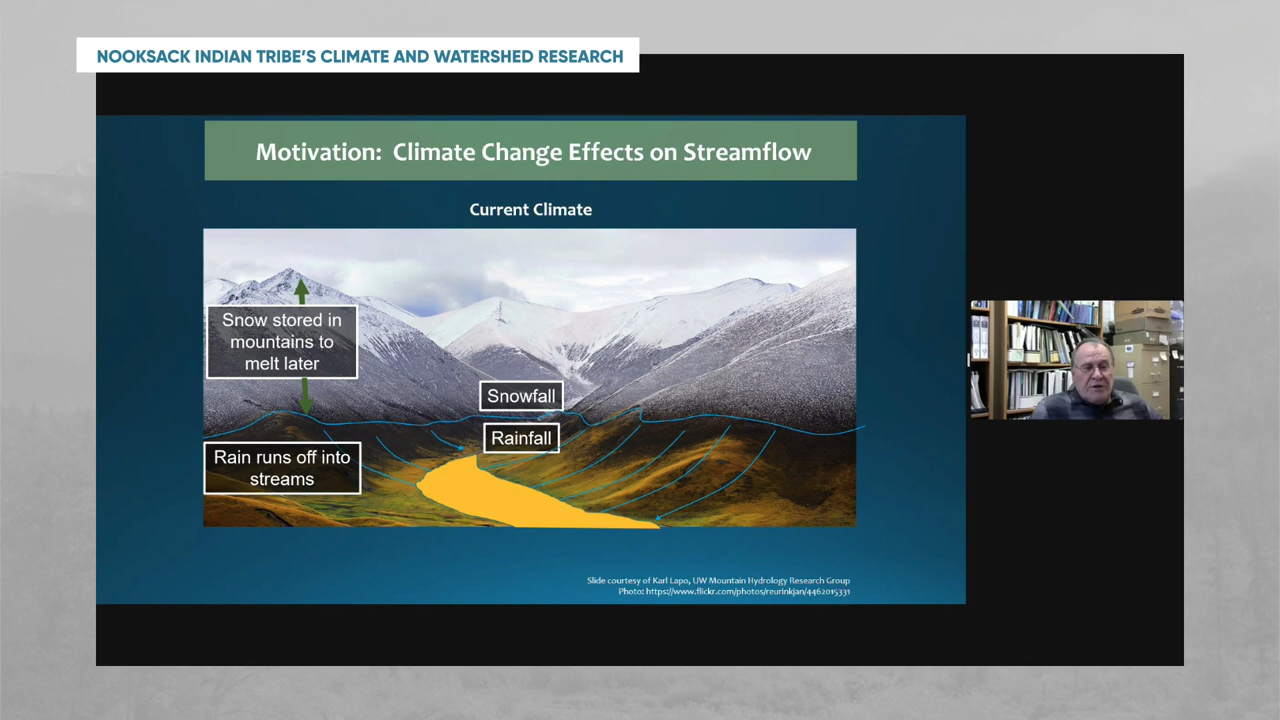 NOOKSACK INDIAN TRIBE'S CLIMATE AND WATERSHED RESEARCH
Motivation: Climate Change Effects on Streamflow
Current Climate
Snow stored in
mountains to
melt later
Snowfall
Rainfall
Rain runs off into
streams
Slide courtesy of Karl Lapo, UW Mountain Hydrology Research Group
Photo: https://www.flickr.com/photos/reurinkjan/4462015331